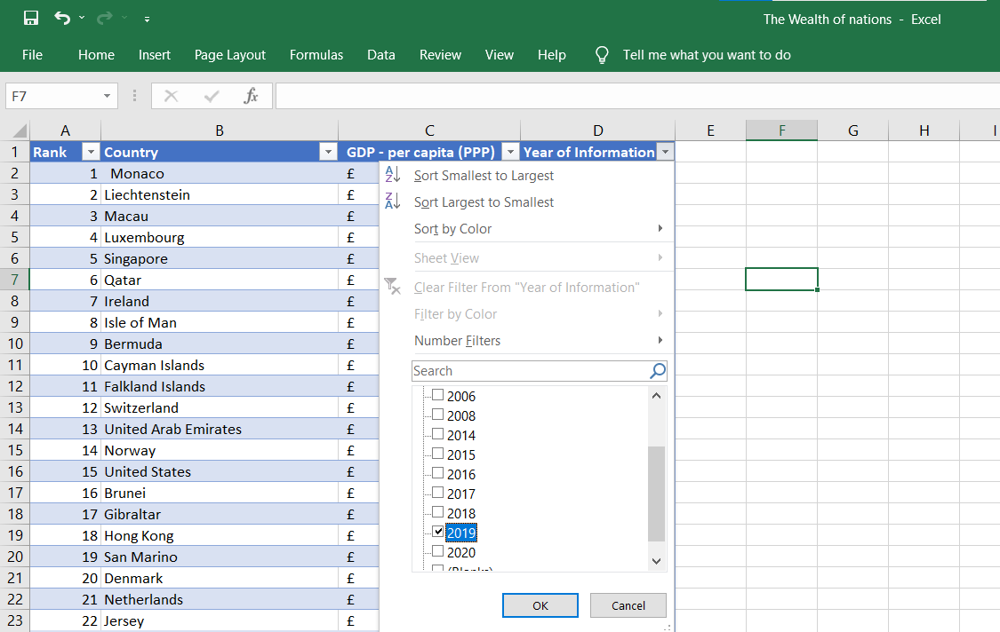 The Wealth of nations - Excel
File Home Insert Page Layout Formulas Data Review View Help Tell me what you want to do
F7 fx
A B C D E F G H I
1 Rank Country GDP - per capita (PPP) Year of Information
2 1 Monaco £
3 2 Liechtenstein £
4 3 Macau £
5 4 Luxembourg £
6 5 Singapore £
7 6 Qatar £
8 7 Ireland £
9 8 Isle of Man £
10 9 Bermuda £
11 10 Cayman Islands £
12 11 Falkland Islands £
13 12 Switzerland £
14 13 United Arab Emirates £
15 14 Norway £
16 15 United States £
17 16 Brunei £
18 17 Gibraltar £
19 18 Hong Kong £
20 19 San Marino £
21 20 Denmark £
22 21 Netherlands £
23 22 Jersey £
Sort Smallest to Largest
Sort Largest to Smallest
Sort by Color
Sheet View
Clear Filter From "Year of Information"
Filter by Color
Number Filters
Search
2006
2008
2014
2015
2016
2017
2018
2019
2020
(Blanks)
OK Cancel